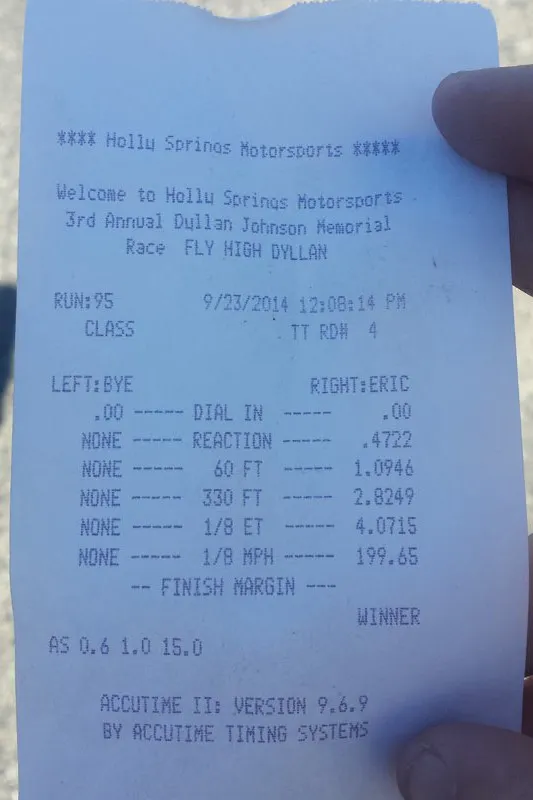 **** Holly Springs Motorsports *****
Welcome to Holly Springs Motorsports
3rd Annual Dyllan Johnson Memorial
Race FLY HIGH DYLLAN
RUN:95 9/23/2014 12:08:14 PM
CLASS TT RD# 4
LEFT:BYE RIGHT:ERIC
.00 ----- DIAL IN ----- .00
NONE ----- REACTION ----- .4722
NONE ----- 60 FT ----- 1.0946
NONE ----- 330 FT ----- 2.8249
NONE ----- 1/8 ET ----- 4.0715
NONE ----- 1/8 MPH ----- 199.65
-- FINISH MARGIN ---
WINNER
AS 0.6 1.0 15.0
ACCUTIME II: VERSION 9.6.9
BY ACCUTIME TIMING SYSTEMS